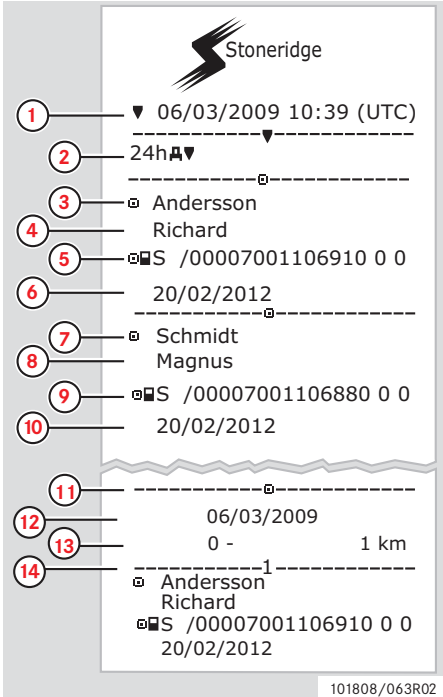 Stoneridge
1 ▼ 06/03/2009 10:39 (UTC)
2 24h▼
3 Andersson
4 Richard
5 S /00007001106910 0 0
6 20/02/2012
7 Schmidt
8 Magnus
9 S /00007001106880 0 0
10 20/02/2012
11
12 06/03/2009
13 0 - 1 km
14 1
Andersson
Richard
S /00007001106910 0 0
20/02/2012
101808/063R02